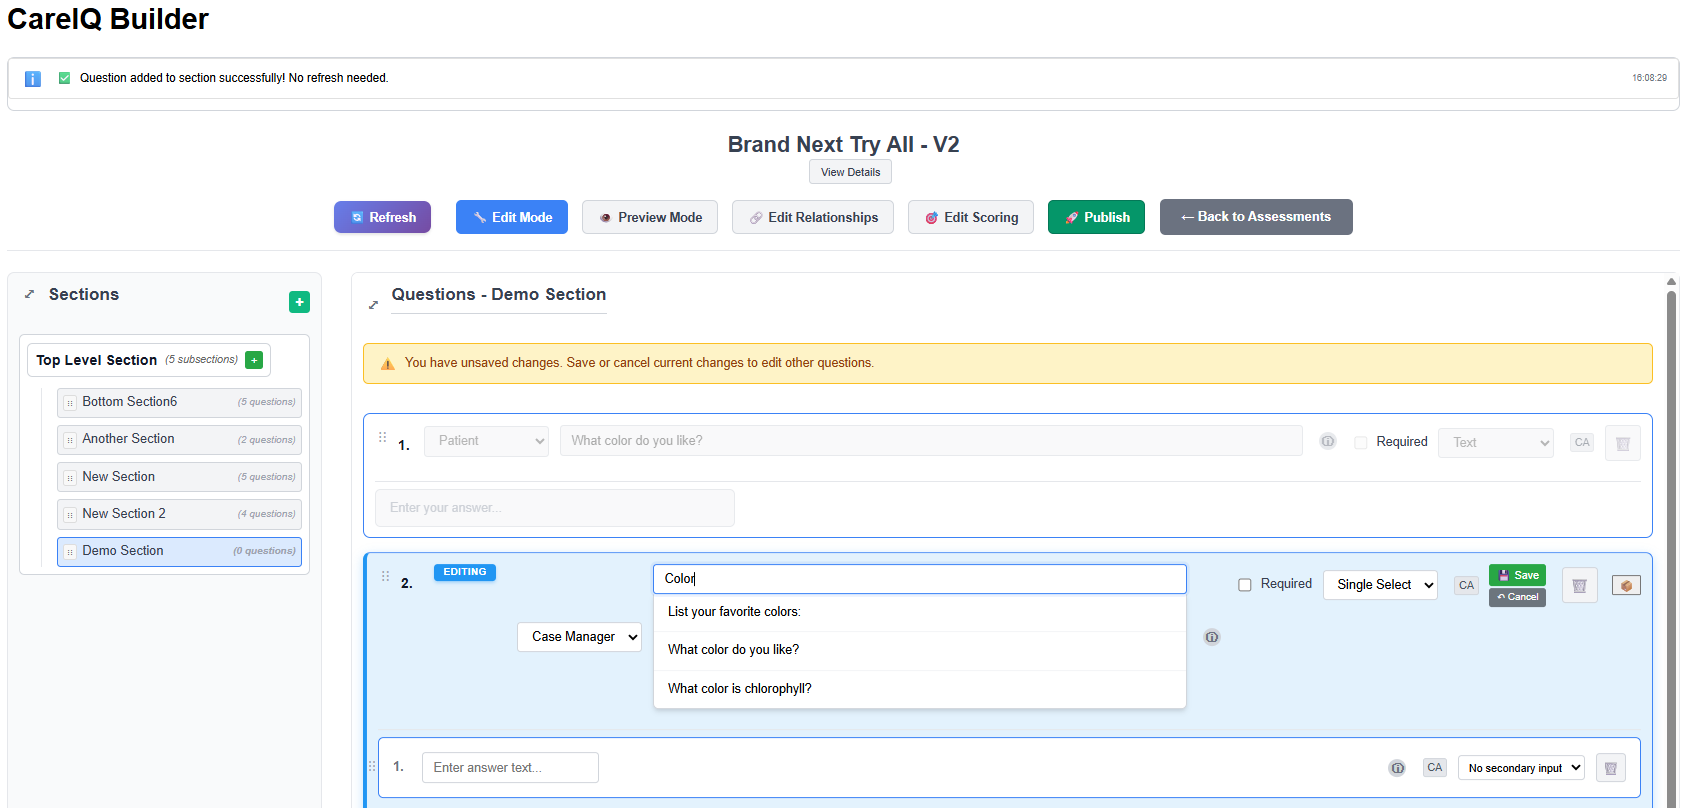 CareIQ Builder
Question added to section successfully! No refresh needed.
16:08:29
Brand Next Try All - V2
View Details
Refresh
Edit Mode
Preview Mode
Edit Relationships
Edit Scoring
Publish
← Back to Assessments
Sections
+
Top Level Section (5 subsections) +
Bottom Section6 (5 questions)
Another Section (2 questions)
New Section (5 questions)
New Section 2 (4 questions)
Demo Section (0 questions)
Questions - Demo Section
You have unsaved changes. Save or cancel current changes to edit other questions.
1. Patient What color do you like? Required Text CA
Enter your answer...
2. EDITING Case Manager Color Required Single Select CA Save
Cancel
List your favorite colors:
What color do you like?
What color is chlorophyll?
1. Enter answer text... CA No secondary input